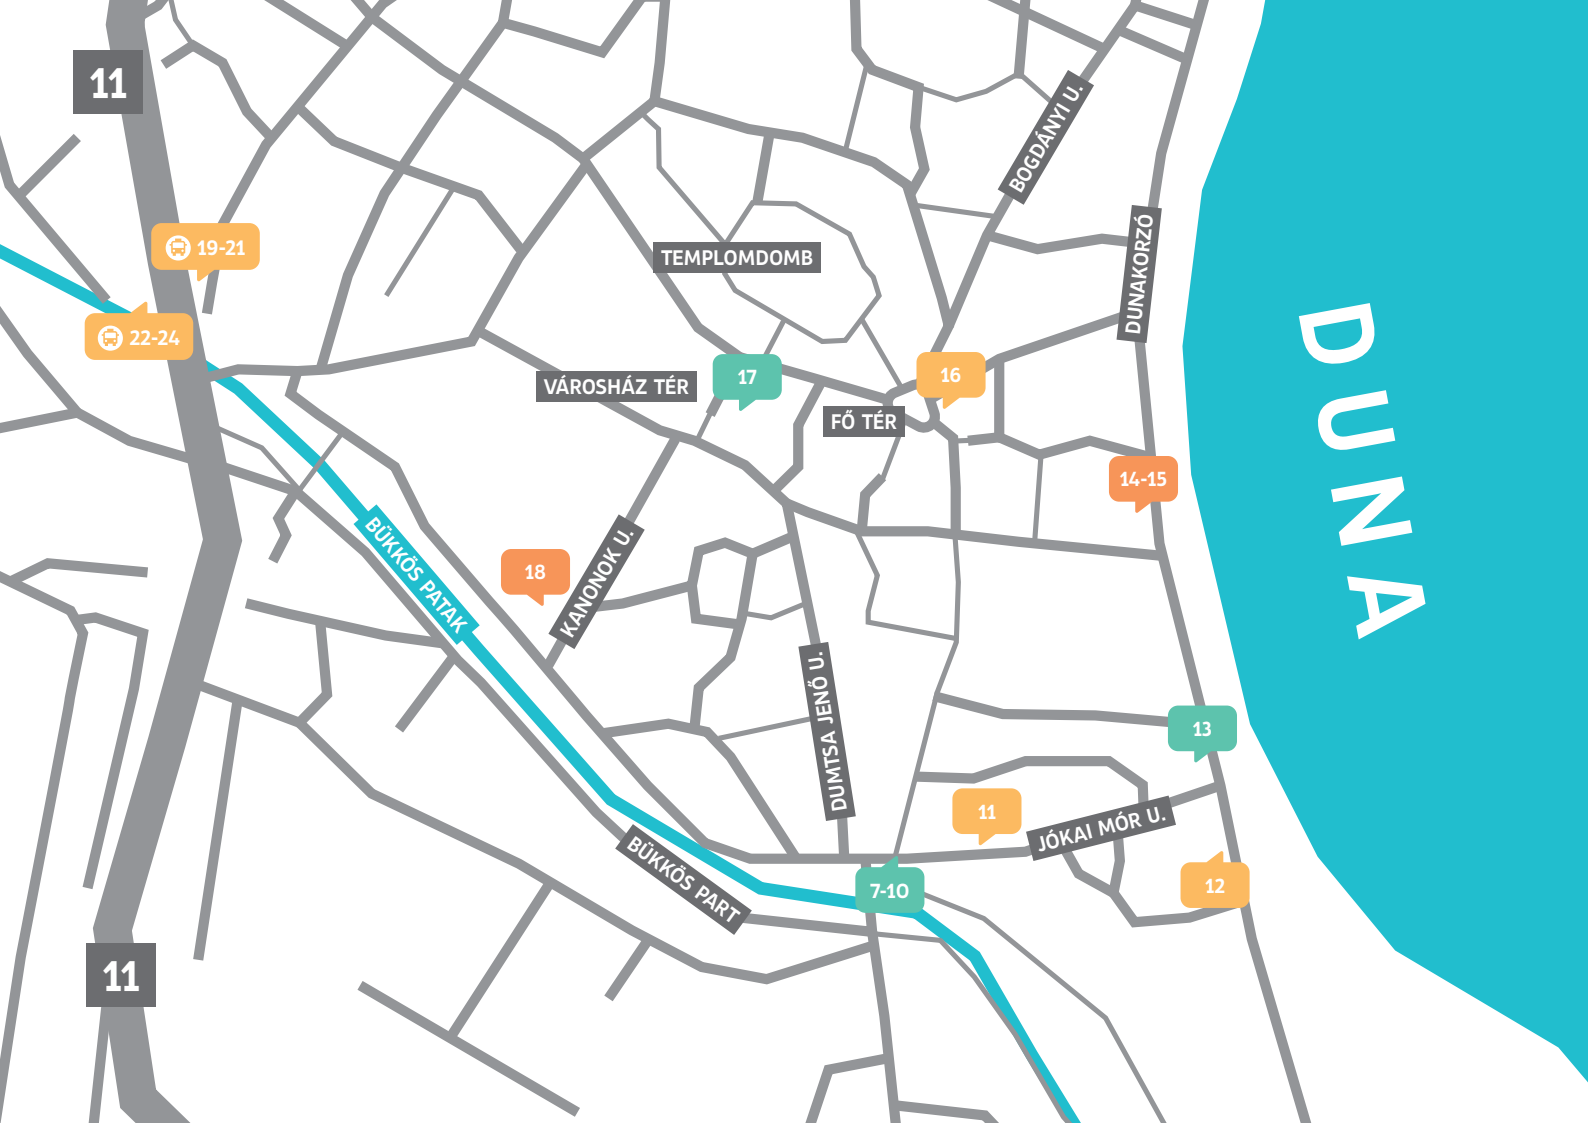 11
BOGDÁNYI U.
19-21
DUNAKORZÓ
TEMPLOMDOMB
22-24
DUNA
VÁROSHÁZ TÉR
17
16
FŐ TÉR
14-15
BÜKKÖS PATAK
18
KANONOK U.
DUMTSA JENŐ U.
13
11
JÓKAI MÓR U.
BÜKKÖS PART
7-10
12
11